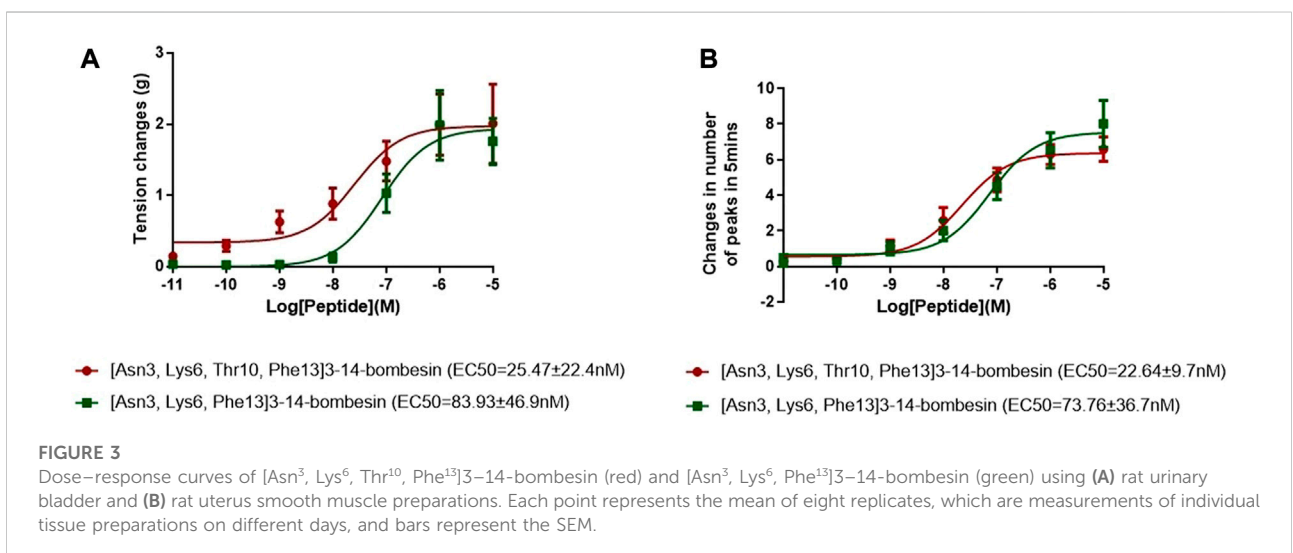 A
B
Tension changes (g)
3
2
1
0
-11 -10 -9 -8 -7 -6 -5
Log[Peptide](M)
Changes in number
of peaks in 5mins
10
8
6
4
2
0
-2
-10 -9 -8 -7 -6 -5
Log[Peptide](M)
[Asn3, Lys6, Thr10, Phe13]3-14-bombesin (EC50=25.47±22.4nM)
[Asn3, Lys6, Phe13]3-14-bombesin (EC50=83.93±46.9nM)
[Asn3, Lys6, Thr10, Phe13]3-14-bombesin (EC50=22.64±9.7nM)
[Asn3, Lys6, Phe13]3-14-bombesin (EC50=73.76±36.7nM)
FIGURE 3
Dose–response curves of [Asn³, Lys⁶, Thr¹⁰, Phe¹³]3–14-bombesin (red) and [Asn³, Lys⁶, Phe¹³]3–14-bombesin (green) using (A) rat urinary
bladder and (B) rat uterus smooth muscle preparations. Each point represents the mean of eight replicates, which are measurements of individual
tissue preparations on different days, and bars represent the SEM.